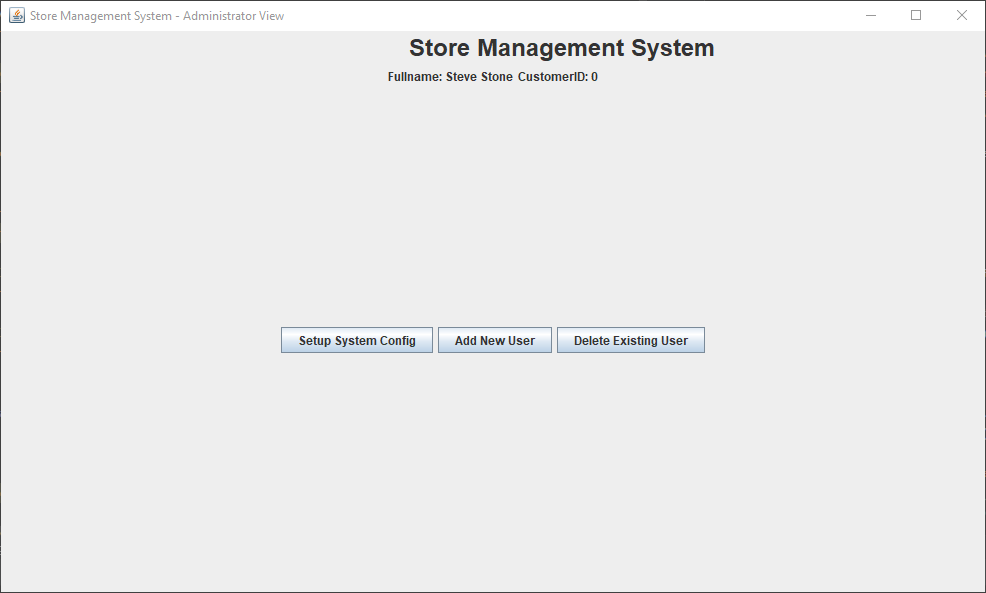 Store Management System - Administrator View
Store Management System
Fullname: Steve Stone CustomerID: 0
Setup System Config Add New User Delete Existing User